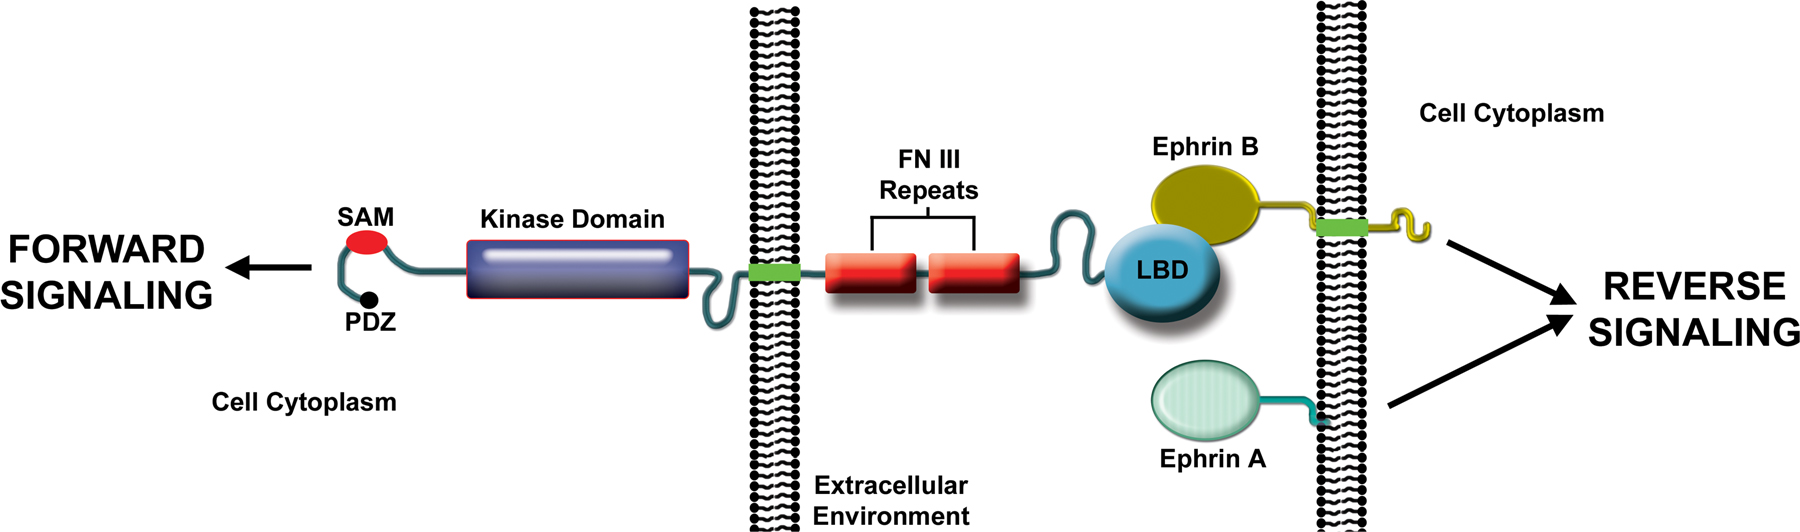 FORWARD
SIGNALING
SAM
PDZ
Kinase Domain
Cell Cytoplasm
Extracellular
Environment
FN III
Repeats
LBD
Ephrin B
Ephrin A
Cell Cytoplasm
REVERSE
SIGNALING